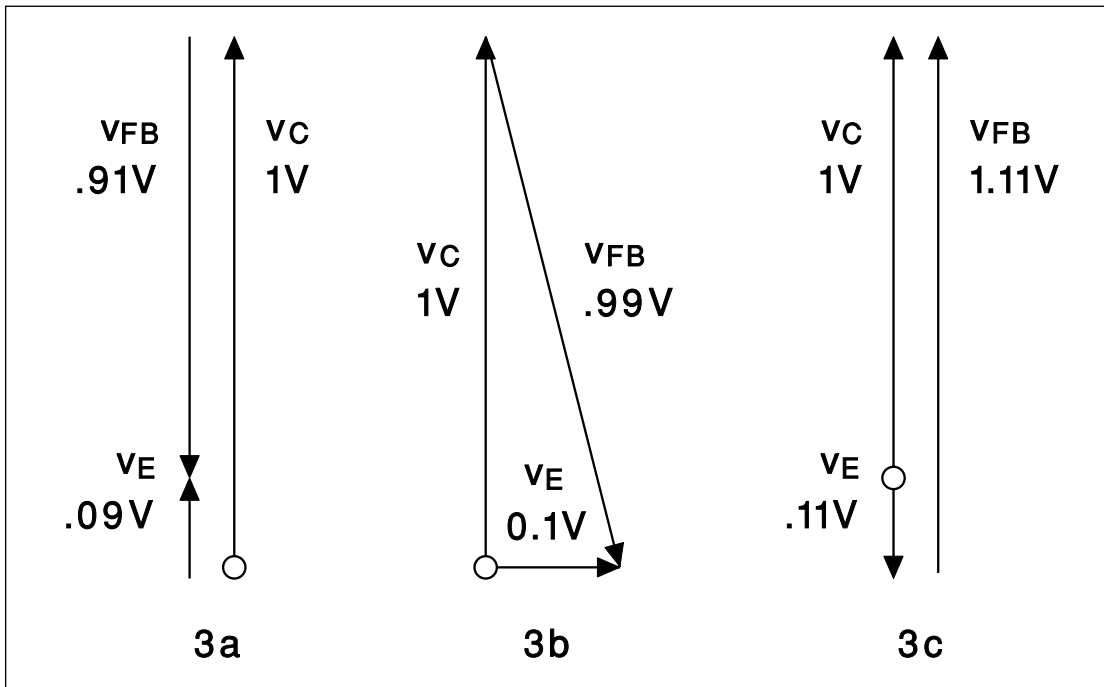 vFB
.91V
vC
1V
vE
.09V
3a
vC
1V
vFB
.99V
vE
0.1V
3b
vC
1V
vFB
1.11V
vE
.11V
3c